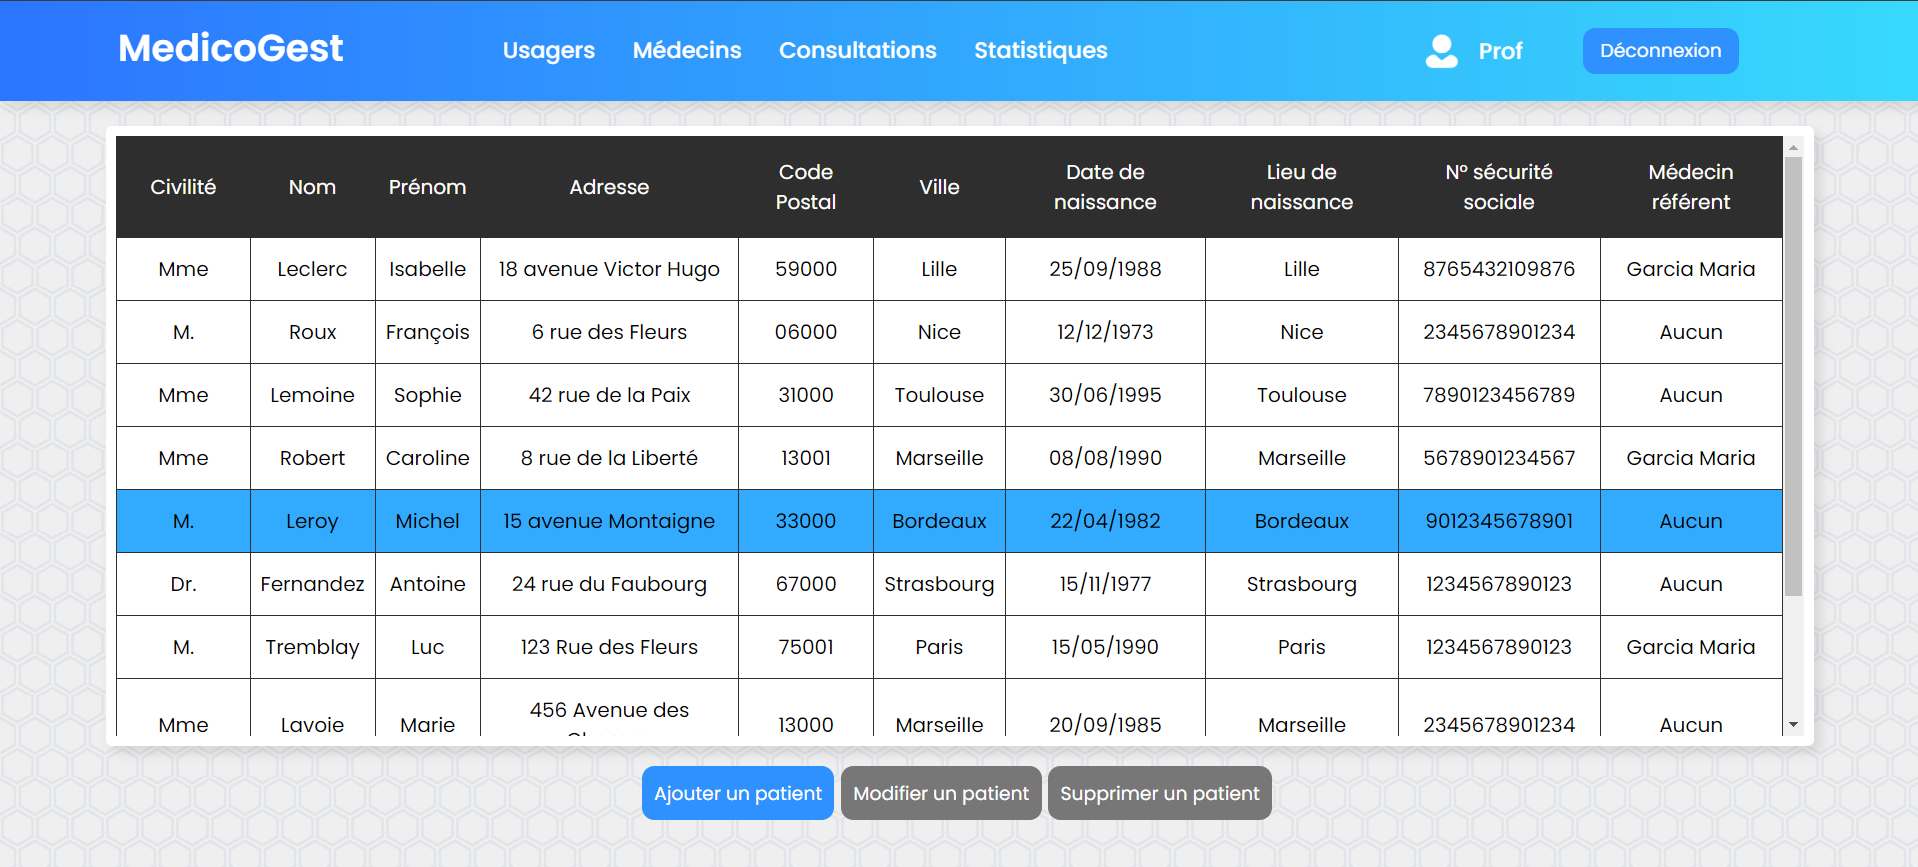 MedicoGest Usagers Médecins Consultations Statistiques Prof Déconnexion
Civilité Nom Prénom Adresse Code Postal Ville Date de naissance Lieu de naissance N° sécurité sociale Médecin référent
Mme Leclerc Isabelle 18 avenue Victor Hugo 59000 Lille 25/09/1988 Lille 8765432109876 Garcia Maria
M. Roux François 6 rue des Fleurs 06000 Nice 12/12/1973 Nice 2345678901234 Aucun
Mme Lemoine Sophie 42 rue de la Paix 31000 Toulouse 30/06/1995 Toulouse 7890123456789 Aucun
Mme Robert Caroline 8 rue de la Liberté 13001 Marseille 08/08/1990 Marseille 5678901234567 Garcia Maria
M. Leroy Michel 15 avenue Montaigne 33000 Bordeaux 22/04/1982 Bordeaux 9012345678901 Aucun
Dr. Fernandez Antoine 24 rue du Faubourg 67000 Strasbourg 15/11/1977 Strasbourg 1234567890123 Aucun
M. Tremblay Luc 123 Rue des Fleurs 75001 Paris 15/05/1990 Paris 1234567890123 Garcia Maria
Mme Lavoie Marie 456 Avenue des 13000 Marseille 20/09/1985 Marseille 2345678901234 Aucun
Ajouter un patient Modifier un patient Supprimer un patient